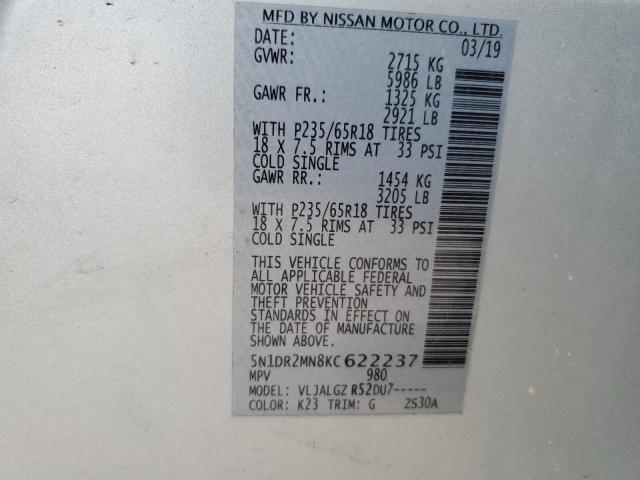 MFD BY NISSAN MOTOR CO., LTD.
DATE: 03/19
GVWR: 2715 KG
5986 LB
GAWR FR.: 1325 KG
2921 LB
WITH P235/65R18 TIRES
18 X 7.5 RIMS AT 33 PSI
COLD SINGLE
GAWR RR.: 1454 KG
3205 LB
WITH P235/65R18 TIRES
18 X 7.5 RIMS AT 33 PSI
COLD SINGLE
THIS VEHICLE CONFORMS TO
ALL APPLICABLE FEDERAL
MOTOR VEHICLE SAFETY AND
THEFT PREVENTION
STANDARDS IN EFFECT ON
THE DATE OF MANUFACTURE
SHOWN ABOVE.
5N1DR2MN8KC622237
MPV 980
MODEL: VLJALGZ R52DU7-----
COLOR: K23 TRIM: G ZS30A